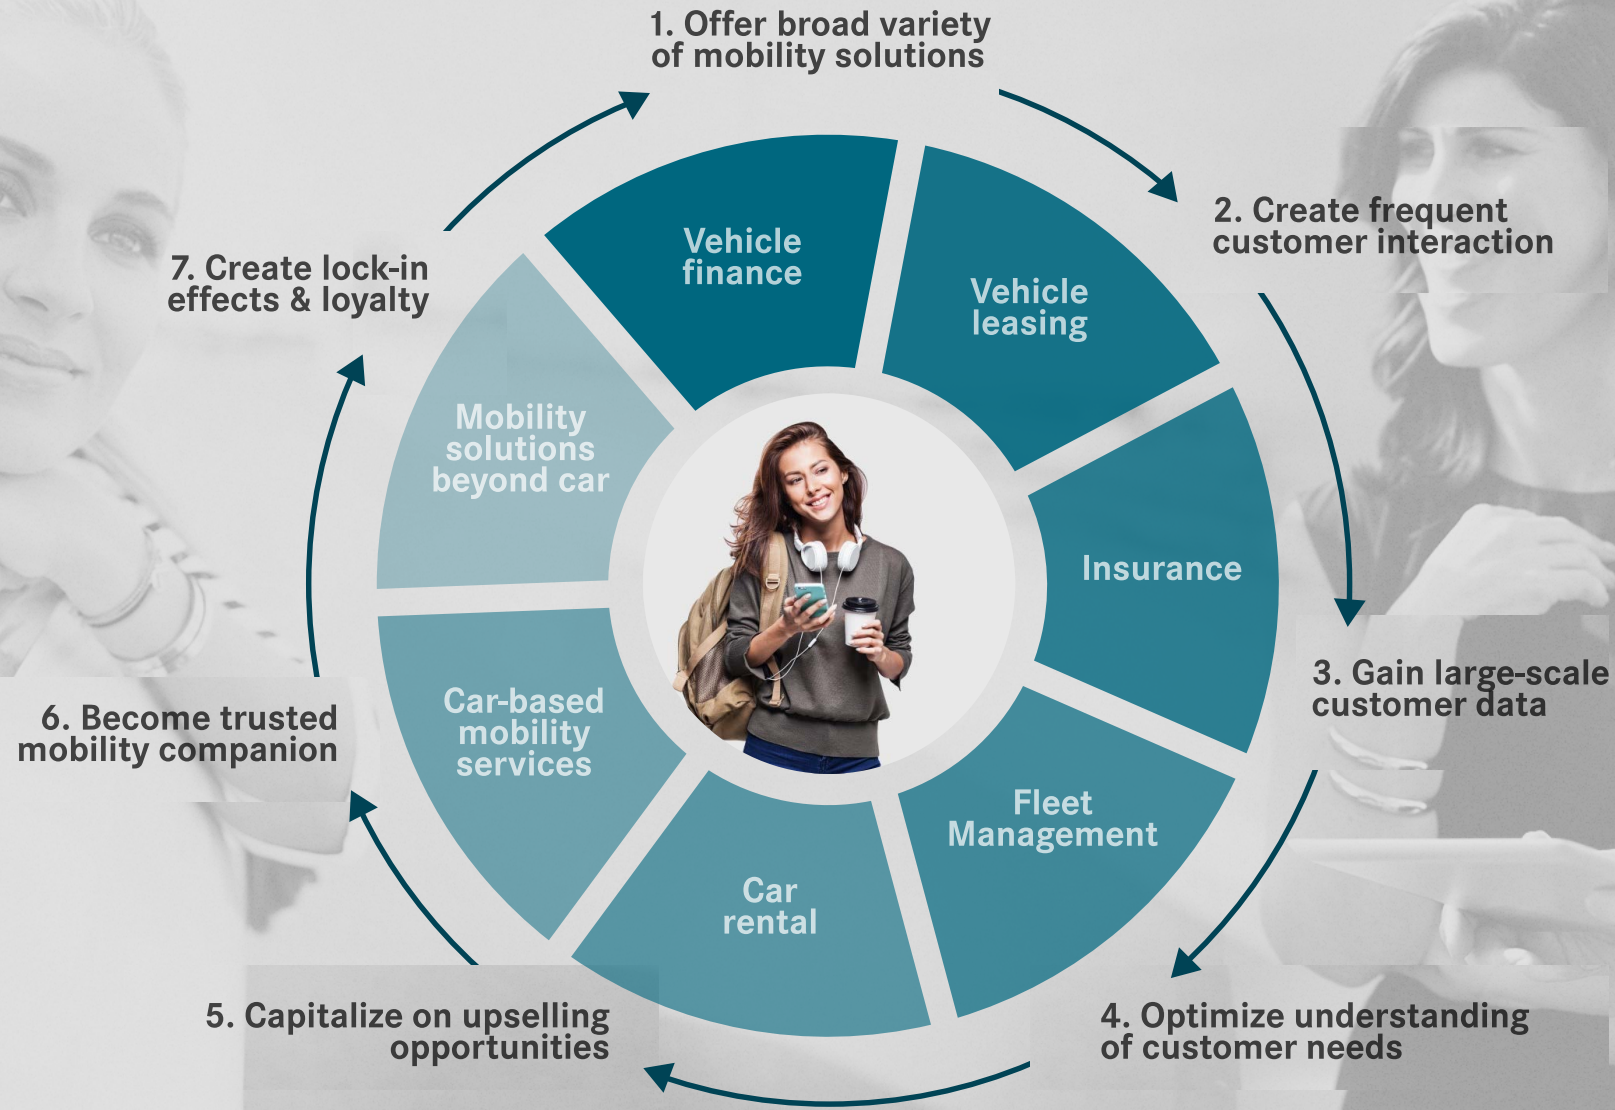 1. Offer broad variety
of mobility solutions
2. Create frequent
customer interaction
3. Gain large-scale
customer data
4. Optimize understanding
of customer needs
5. Capitalize on upselling
opportunities
6. Become trusted
mobility companion
7. Create lock-in
effects & loyalty
Vehicle
finance
Vehicle
leasing
Insurance
Fleet
Management
Car
rental
Car-based
mobility
services
Mobility
solutions
beyond car